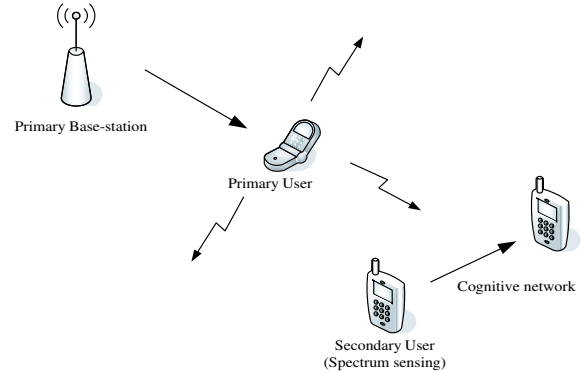 Primary Base-station
Primary User
Cognitive network
Secondary User
(Spectrum sensing)